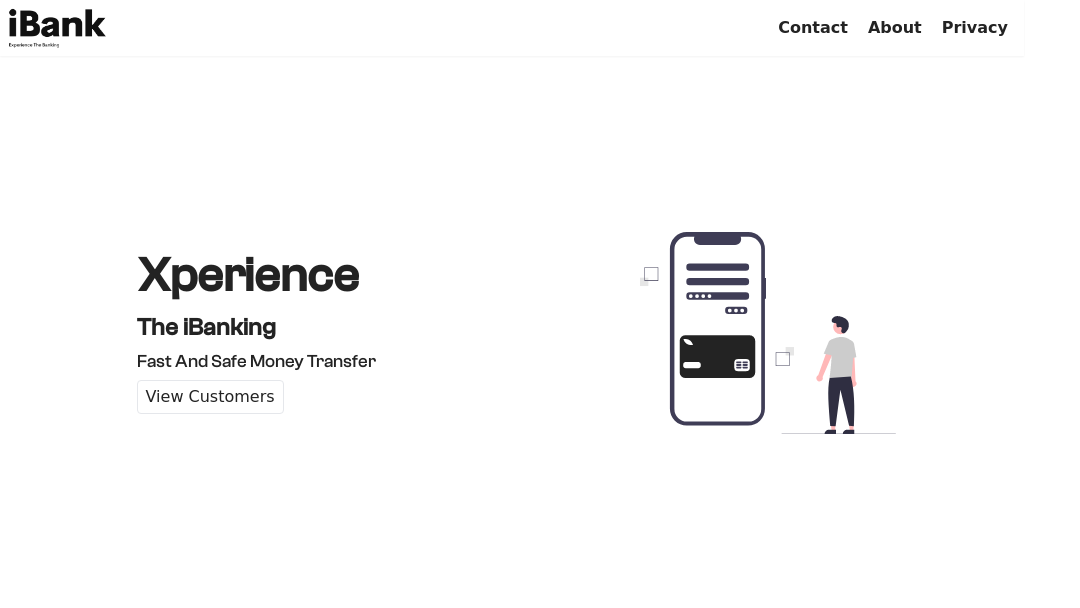 iBank
Experience The Banking
Contact About Privacy
Xperience
The iBanking
Fast And Safe Money Transfer
View Customers